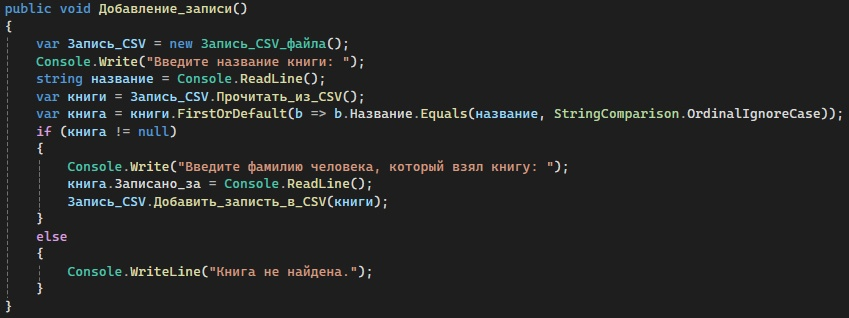 public void Добавление_записи()
{
var Запись_CSV = new Запись_CSV_файла();
Console.Write("Введите название книги: ");
string название = Console.ReadLine();
var книги = Запись_CSV.Прочитать_из_CSV();
var книга = книги.FirstOrDefault(b => b.Название.Equals(название, StringComparison.OrdinalIgnoreCase));
if (книга != null)
{
Console.Write("Введите фамилию человека, который взял книгу: ");
книга.Записано_за = Console.ReadLine();
Запись_CSV.Добавить_записть_в_CSV(книги);
}
else
{
Console.WriteLine("Книга не найдена.");
}
}